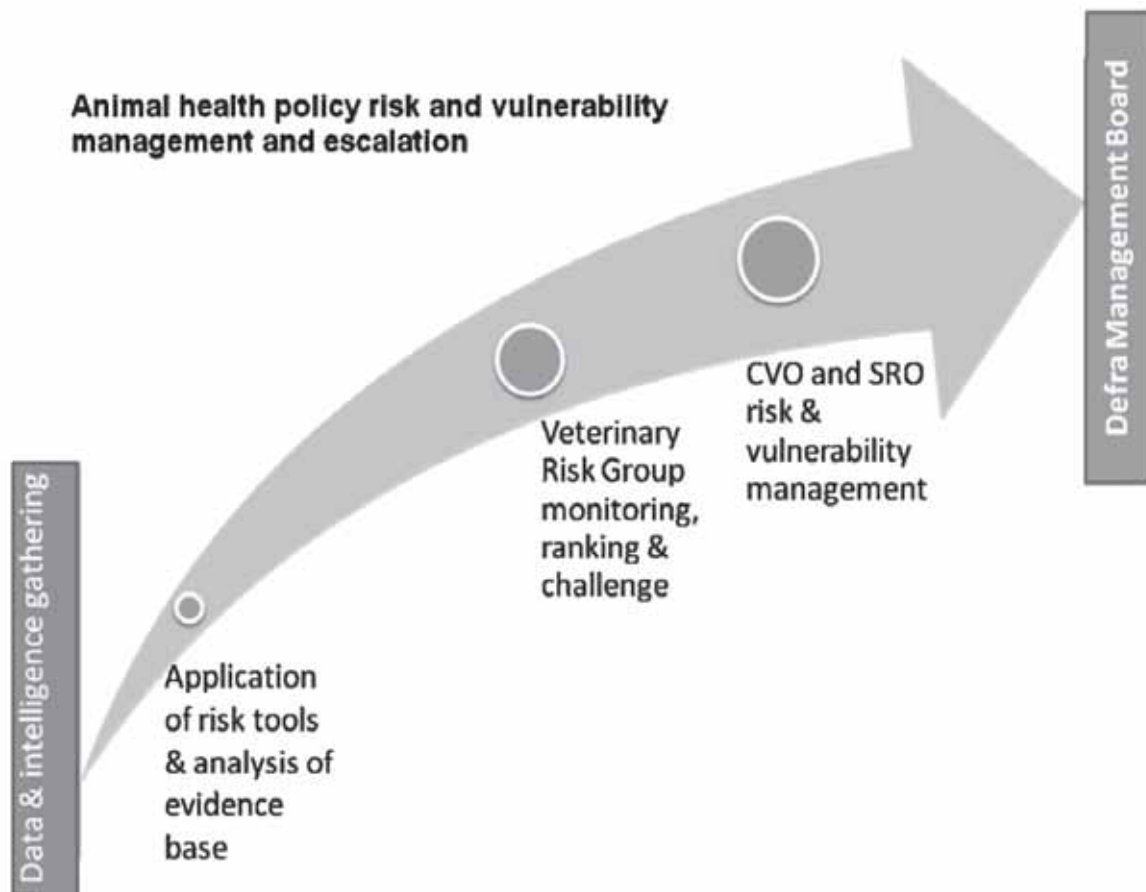 Animal health policy risk and vulnerability
management and escalation
Data & intelligence gathering
Application
of risk tools
& analysis of
evidence
base
Veterinary
Risk Group
monitoring,
ranking &
challenge
CVO and SRO
risk &
vulnerability
management
Defra Management Board